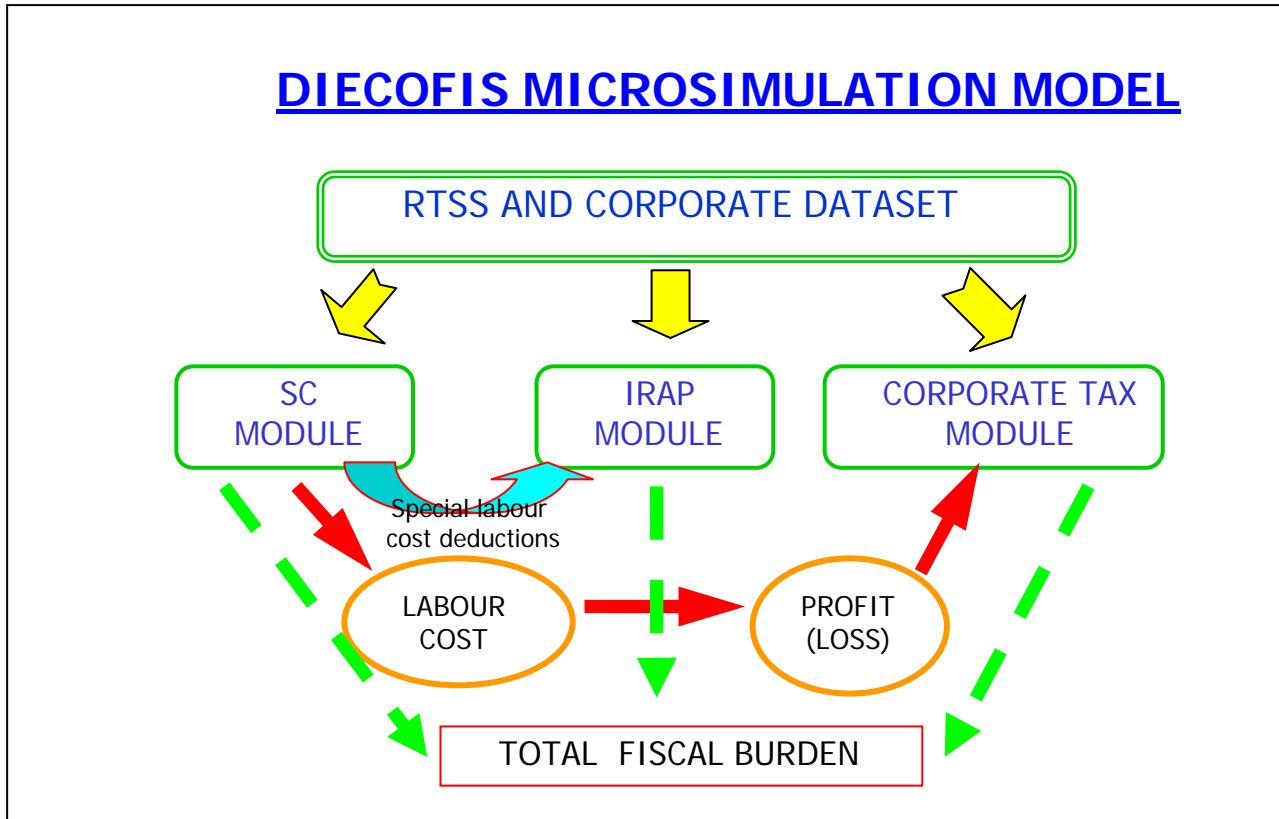 DIECOFIS MICROSIMULATION MODEL
RTSS AND CORPORATE DATASET
SC
MODULE
IRAP
MODULE
CORPORATE TAX
MODULE
Special labour
cost deductions
LABOUR
COST
PROFIT
(LOSS)
TOTAL FISCAL BURDEN